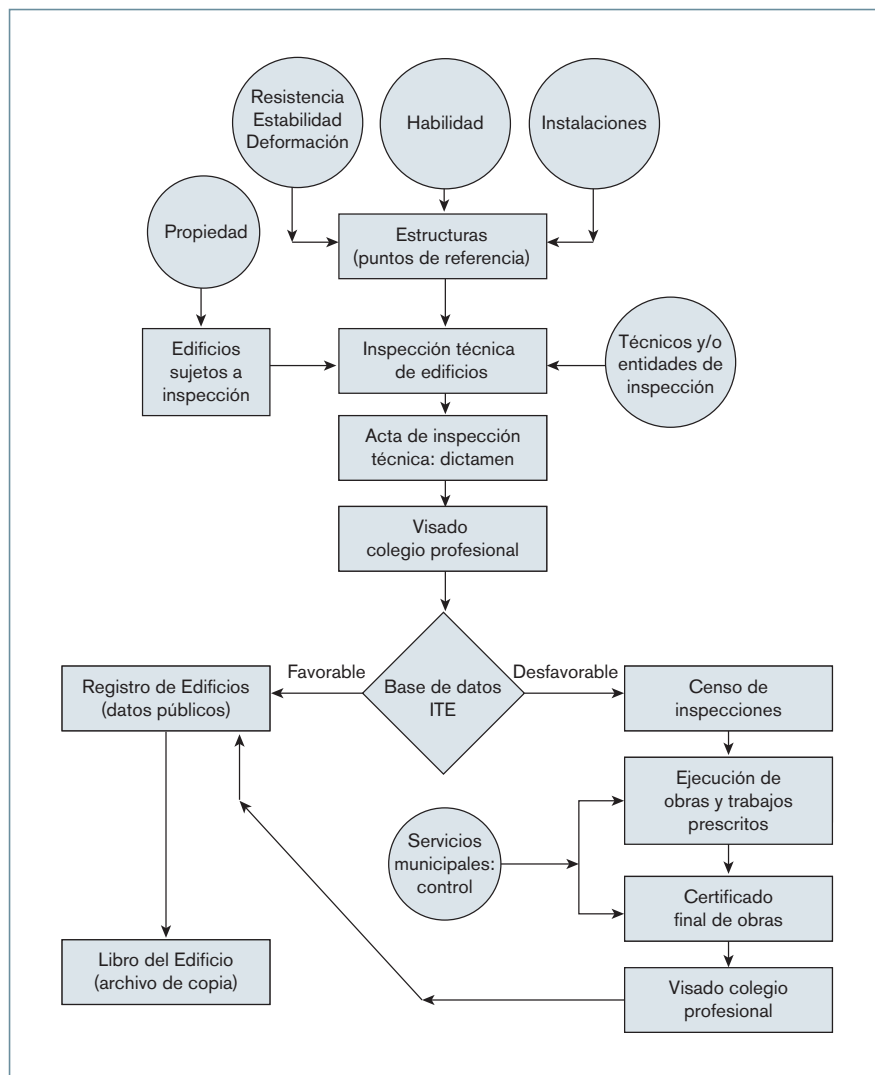 Resistencia
Estabilidad
Deformación
Habilidad
Instalaciones
Propiedad
Estructuras
(puntos de referencia)
Edificios
sujetos a
inspección
Inspección técnica
de edificios
Técnicos y/o
entidades de
inspección
Acta de inspección
técnica: dictamen
Visado
colegio profesional
Favorable
Desfavorable
Registro de Edificios
(datos públicos)
Base de datos
ITE
Censo de
inspecciones
Ejecución de
obras y trabajos
prescritos
Servicios
municipales:
control
Certificado
final de obras
Libro del Edificio
(archivo de copia)
Visado colegio
profesional